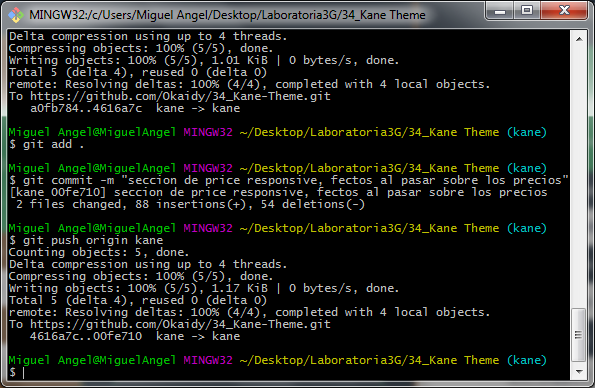 MINGW32:/c/Users/Miguel Angel/Desktop/Laboratoria3G/34_Kane Theme
Delta compression using up to 4 threads.
Compressing objects: 100% (5/5), done.
Writing objects: 100% (5/5), 1.01 KiB | 0 bytes/s, done.
Total 5 (delta 4), reused 0 (delta 0)
remote: Resolving deltas: 100% (4/4), completed with 4 local objects.
To https://github.com/Okaidy/34_Kane-Theme.git
   a0fb784..4616a7c  kane -> kane
Miguel Angel@MiguelAngel MINGW32 ~/Desktop/Laboratoria3G/34_Kane Theme (kane)
$ git add .
Miguel Angel@MiguelAngel MINGW32 ~/Desktop/Laboratoria3G/34_Kane Theme (kane)
$ git commit -m "seccion de price responsive, fectos al pasar sobre los precios"
[kane 00fe710] seccion de price responsive, fectos al pasar sobre los precios
 2 files changed, 88 insertions(+), 54 deletions(-)
Miguel Angel@MiguelAngel MINGW32 ~/Desktop/Laboratoria3G/34_Kane Theme (kane)
$ git push origin kane
Counting objects: 5, done.
Delta compression using up to 4 threads.
Compressing objects: 100% (5/5), done.
Writing objects: 100% (5/5), 1.17 KiB | 0 bytes/s, done.
Total 5 (delta 4), reused 0 (delta 0)
remote: Resolving deltas: 100% (4/4), completed with 4 local objects.
To https://github.com/Okaidy/34_Kane-Theme.git
   4616a7c..00fe710  kane -> kane
Miguel Angel@MiguelAngel MINGW32 ~/Desktop/Laboratoria3G/34_Kane Theme (kane)
$